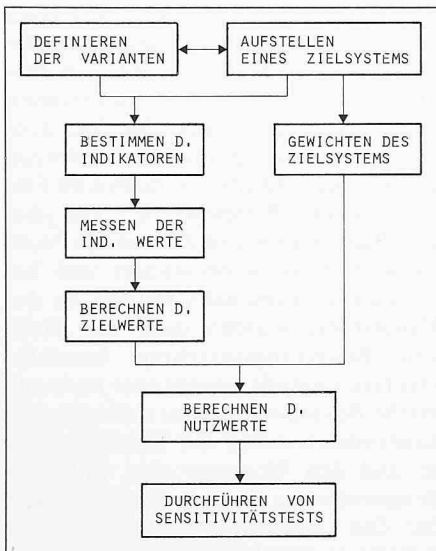 DEFINIEREN
DER VARIANTEN
AUFSTELLEN
EINES ZIELSYSTEMS
BESTIMMEN D.
INDIKATOREN
GEWICHTEN DES
ZIELSYSTEMS
MESSEN DER
IND. WERTE
BERECHNEN D.
ZIELWERTE
BERECHNEN D.
NUTZWERTE
DURCHFÜHREN VON
SENSITIVITÄTSTESTS